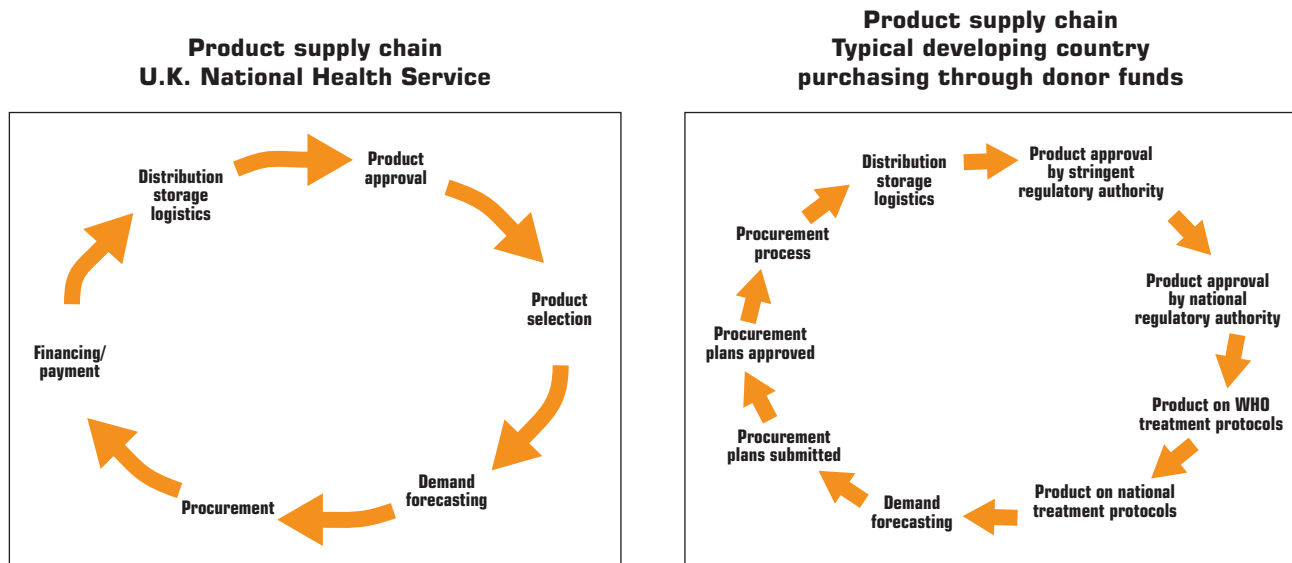 Product supply chain
U.K. National Health Service
Product
approval
Product
selection
Demand
forecasting
Procurement
Financing/
payment
Distribution
storage
logistics
Product supply chain
Typical developing country
purchasing through donor funds
Product approval
by stringent
regulatory authority
Product approval
by national
regulatory authority
Product on WHO
treatment protocols
Product on national
treatment protocols
Demand
forecasting
Procurement
plans submitted
Procurement
plans approved
Procurement
process
Distribution
storage
logistics